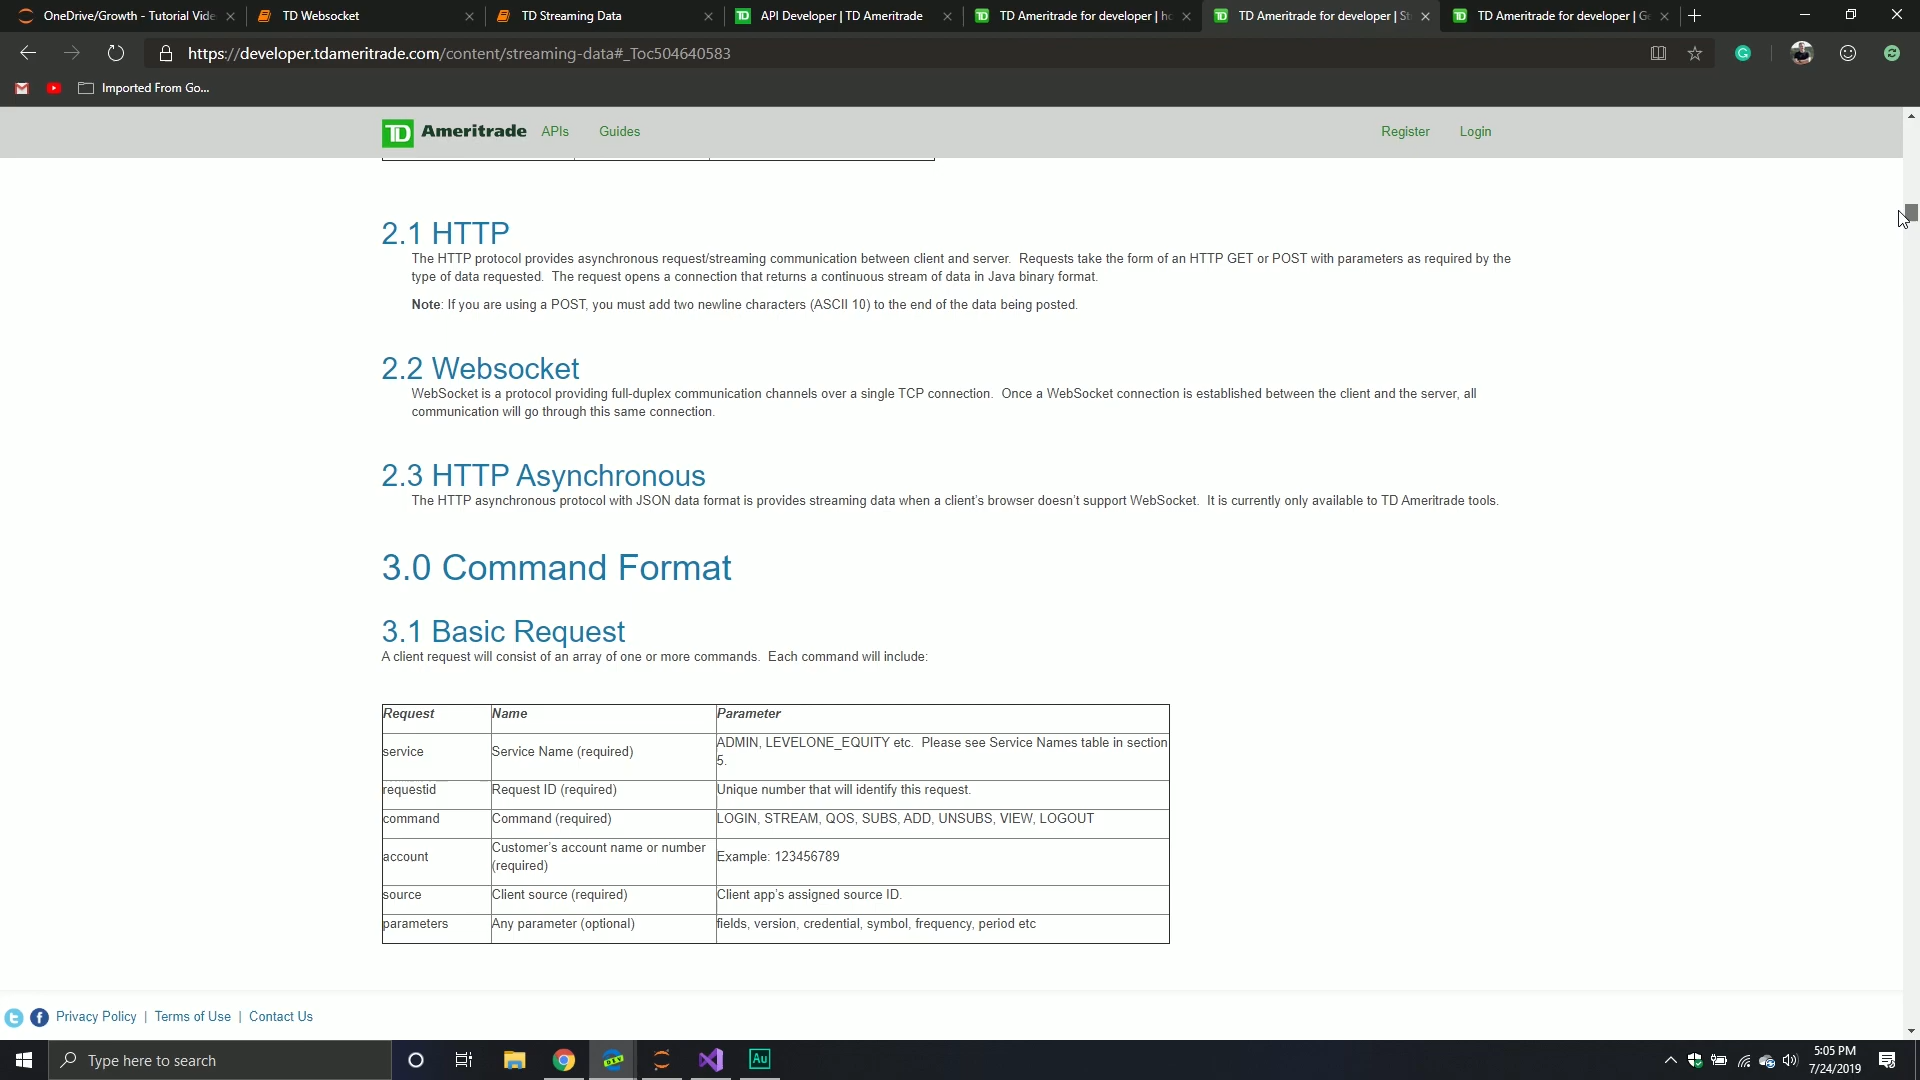 OneDrive/Growth - Tutorial Vide
TD Websocket
TD Streaming Data
API Developer | TD Ameritrade
TD Ameritrade for developer | ho
TD Ameritrade for developer | St
TD Ameritrade for developer | Ge
https://developer.tdameritrade.com/content/streaming-data#_Toc504640583
Imported From Go...
TD Ameritrade
APIs
Guides
Register
Login
2.1 HTTP
The HTTP protocol provides asynchronous request/streaming communication between client and server. Requests take the form of an HTTP GET or POST with parameters as required by the
type of data requested. The request opens a connection that returns a continuous stream of data in Java binary format.
Note: If you are using a POST, you must add two newline characters (ASCII 10) to the end of the data being posted.
2.2 Websocket
WebSocket is a protocol providing full-duplex communication channels over a single TCP connection. Once a WebSocket connection is established between the client and the server, all
communication will go through this same connection.
2.3 HTTP Asynchronous
The HTTP asynchronous protocol with JSON data format is provides streaming data when a client's browser doesn't support WebSocket. It is currently only available to TD Ameritrade tools.
3.0 Command Format
3.1 Basic Request
A client request will consist of an array of one or more commands. Each command will include:
Request Name Parameter
service Service Name (required) ADMIN, LEVELONE_EQUITY etc. Please see Service Names table in section
5.
requestid Request ID (required) Unique number that will identify this request.
command Command (required) LOGIN, STREAM, QOS, SUBS, ADD, UNSUBS, VIEW, LOGOUT
account Customer's account name or number
(required) Example: 123456789
source Client source (required) Client app's assigned source ID.
parameters Any parameter (optional) fields, version, credential, symbol, frequency, period etc
Privacy Policy | Terms of Use | Contact Us
Type here to search
DEV
Au
5:05 PM
7/24/2019